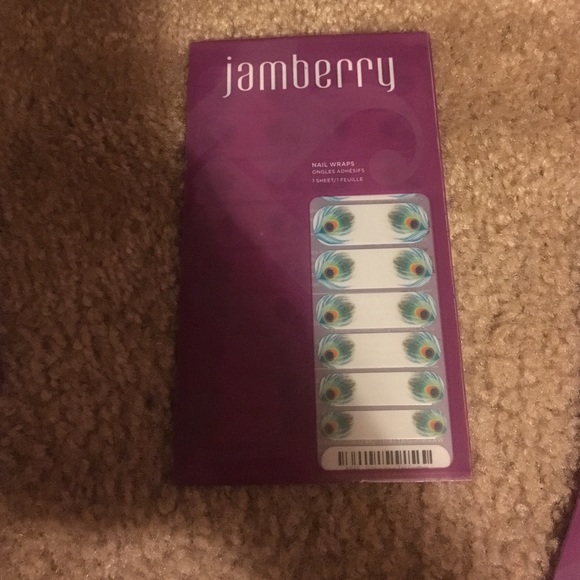 jamberry
NAIL WRAPS
ONGLES ADHÉSIFS
1 SHEET/1 FEUILLE